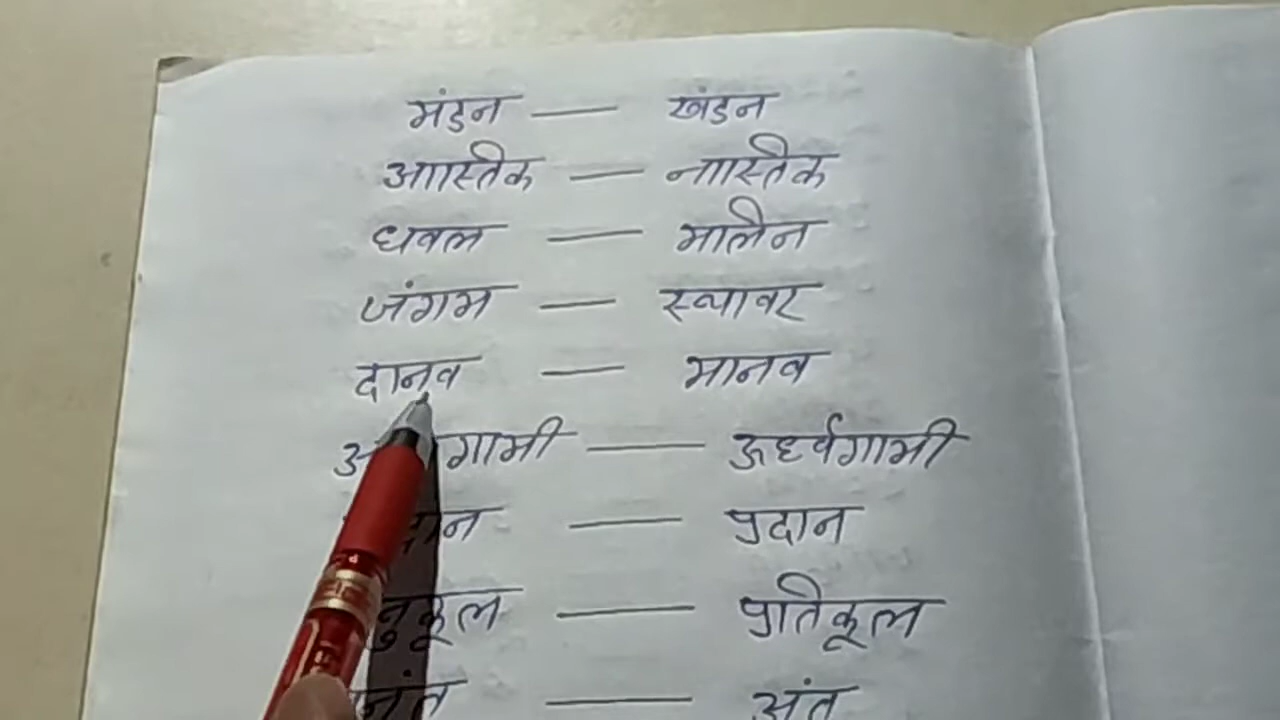 मंडन — खंडन
आस्तिक — नास्तिक
धवल — मलिन
जंगम — स्थावर
दानव — मानव
गामी — ऊर्ध्वगामी
— प्रदान
— प्रतिकूल
— अंत